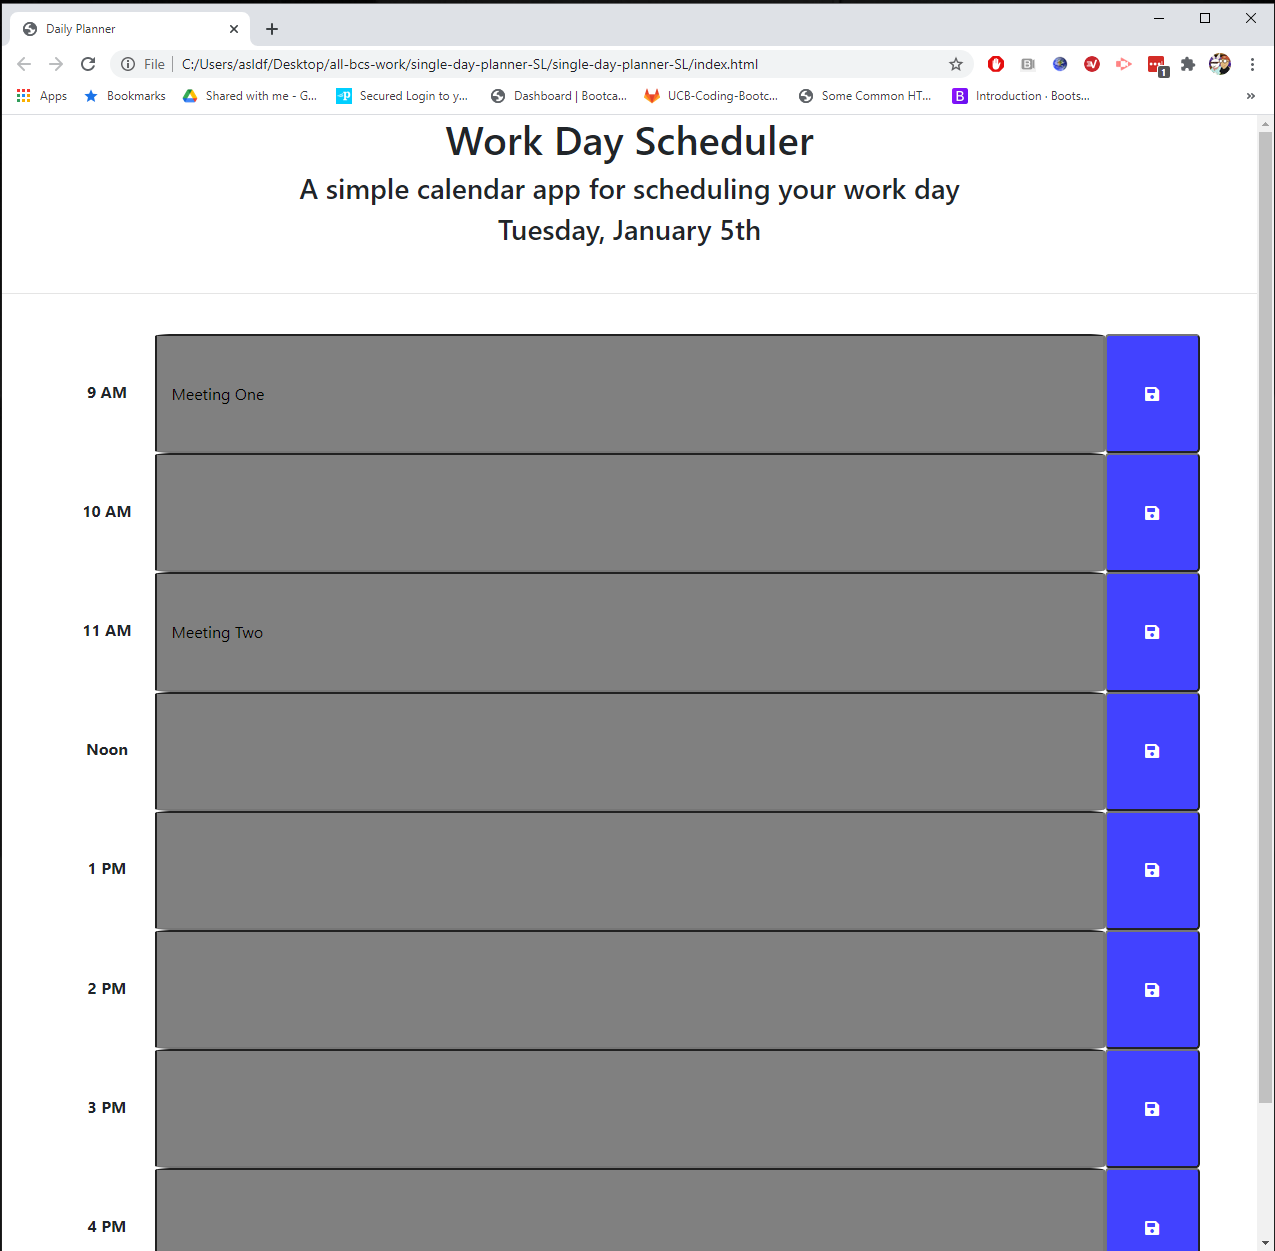 Daily Planner
File C:/Users/asldf/Desktop/all-bcs-work/single-day-planner-SL/single-day-planner-SL/index.html
1
Apps Bookmarks Shared with me - G... Secured Login to y... Dashboard | Bootca... UCB-Coding-Bootc... Some Common HT... B Introduction · Boots... »
Work Day Scheduler
A simple calendar app for scheduling your work day
Tuesday, January 5th
9 AM Meeting One
10 AM
11 AM Meeting Two
Noon
1 PM
2 PM
3 PM
4 PM